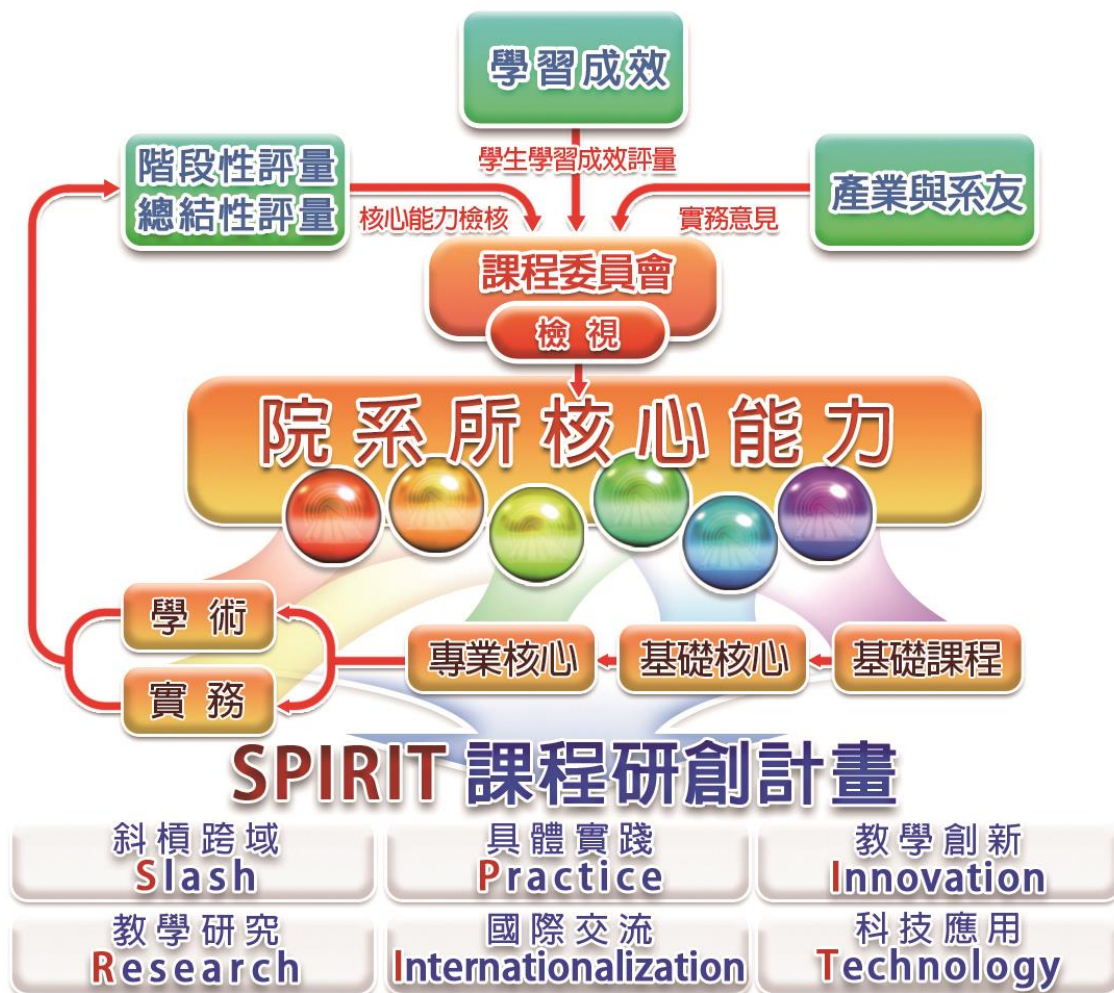 學習成效
階段性評量
總結性評量
學生學習成效評量
產業與系友
核心能力檢核
實務意見
課程委員會
檢視
院系所核心能力
學術
實務
專業核心
基礎核心
基礎課程
SPIRIT 課程研創計畫
斜槓跨域
Slash
具體實踐
Practice
教學創新
Innovation
教學研究
Research
國際交流
Internationalization
科技應用
Technology